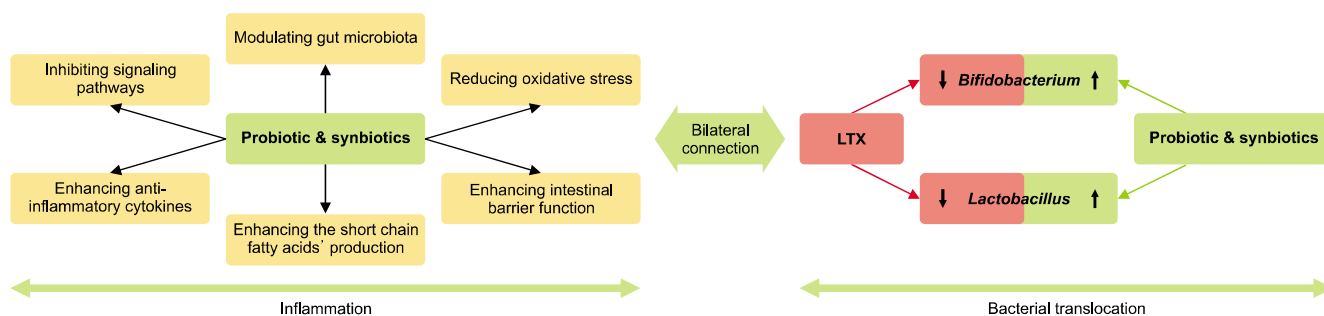 Modulating gut microbiota
Inhibiting signaling
pathways
Reducing oxidative stress
Probiotic & synbiotics
Enhancing anti-
inflammatory cytokines
Enhancing intestinal
barrier function
Enhancing the short chain
fatty acids’ production
Inflammation
Bilateral
connection
↓ Bifidobacterium ↑
LTX
Probiotic & synbiotics
↓ Lactobacillus ↑
Bacterial translocation